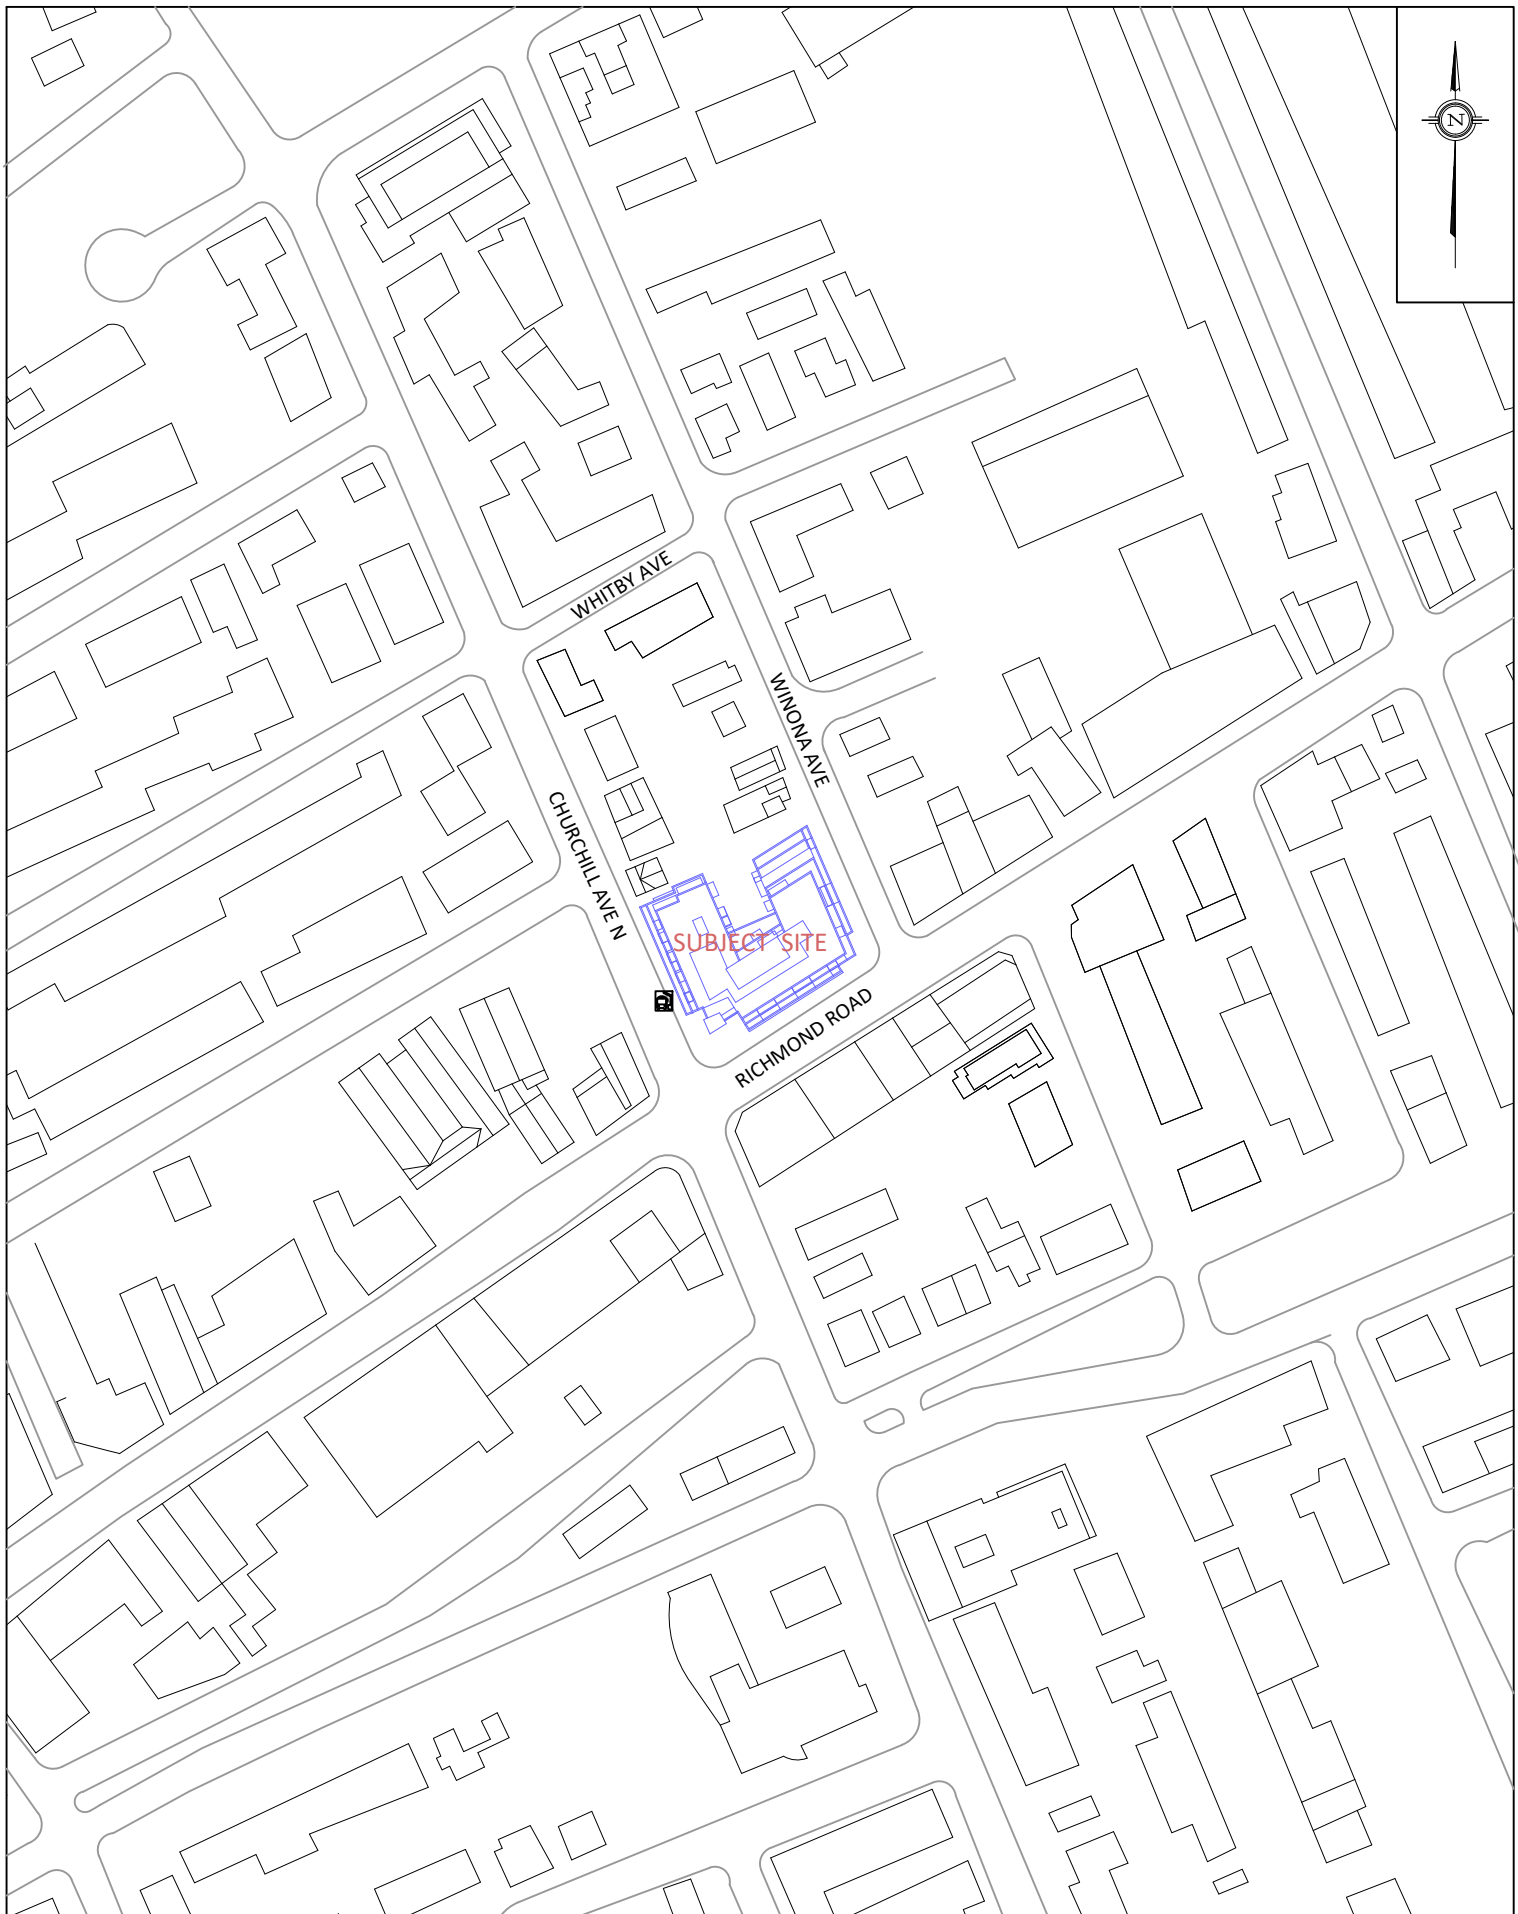 N
WHITBY AVE
WINONA AVE
CHURCHILL AVE N
SUBJECT SITE
RICHMOND ROAD